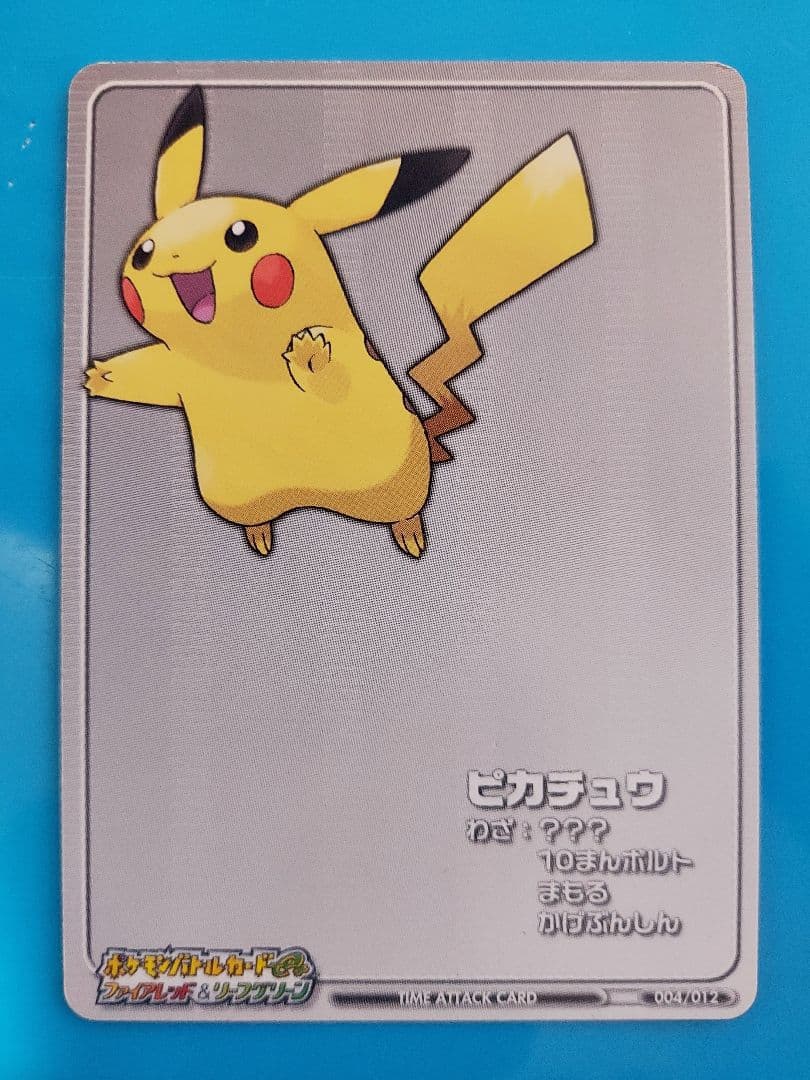 ピカチュウ
わざ：???
10まんボルト
まもる
かげぶんしん
ポケモンバトルカードe+
ファイアレッド&リーフグリーン
TIME ATTACK CARD
004/012